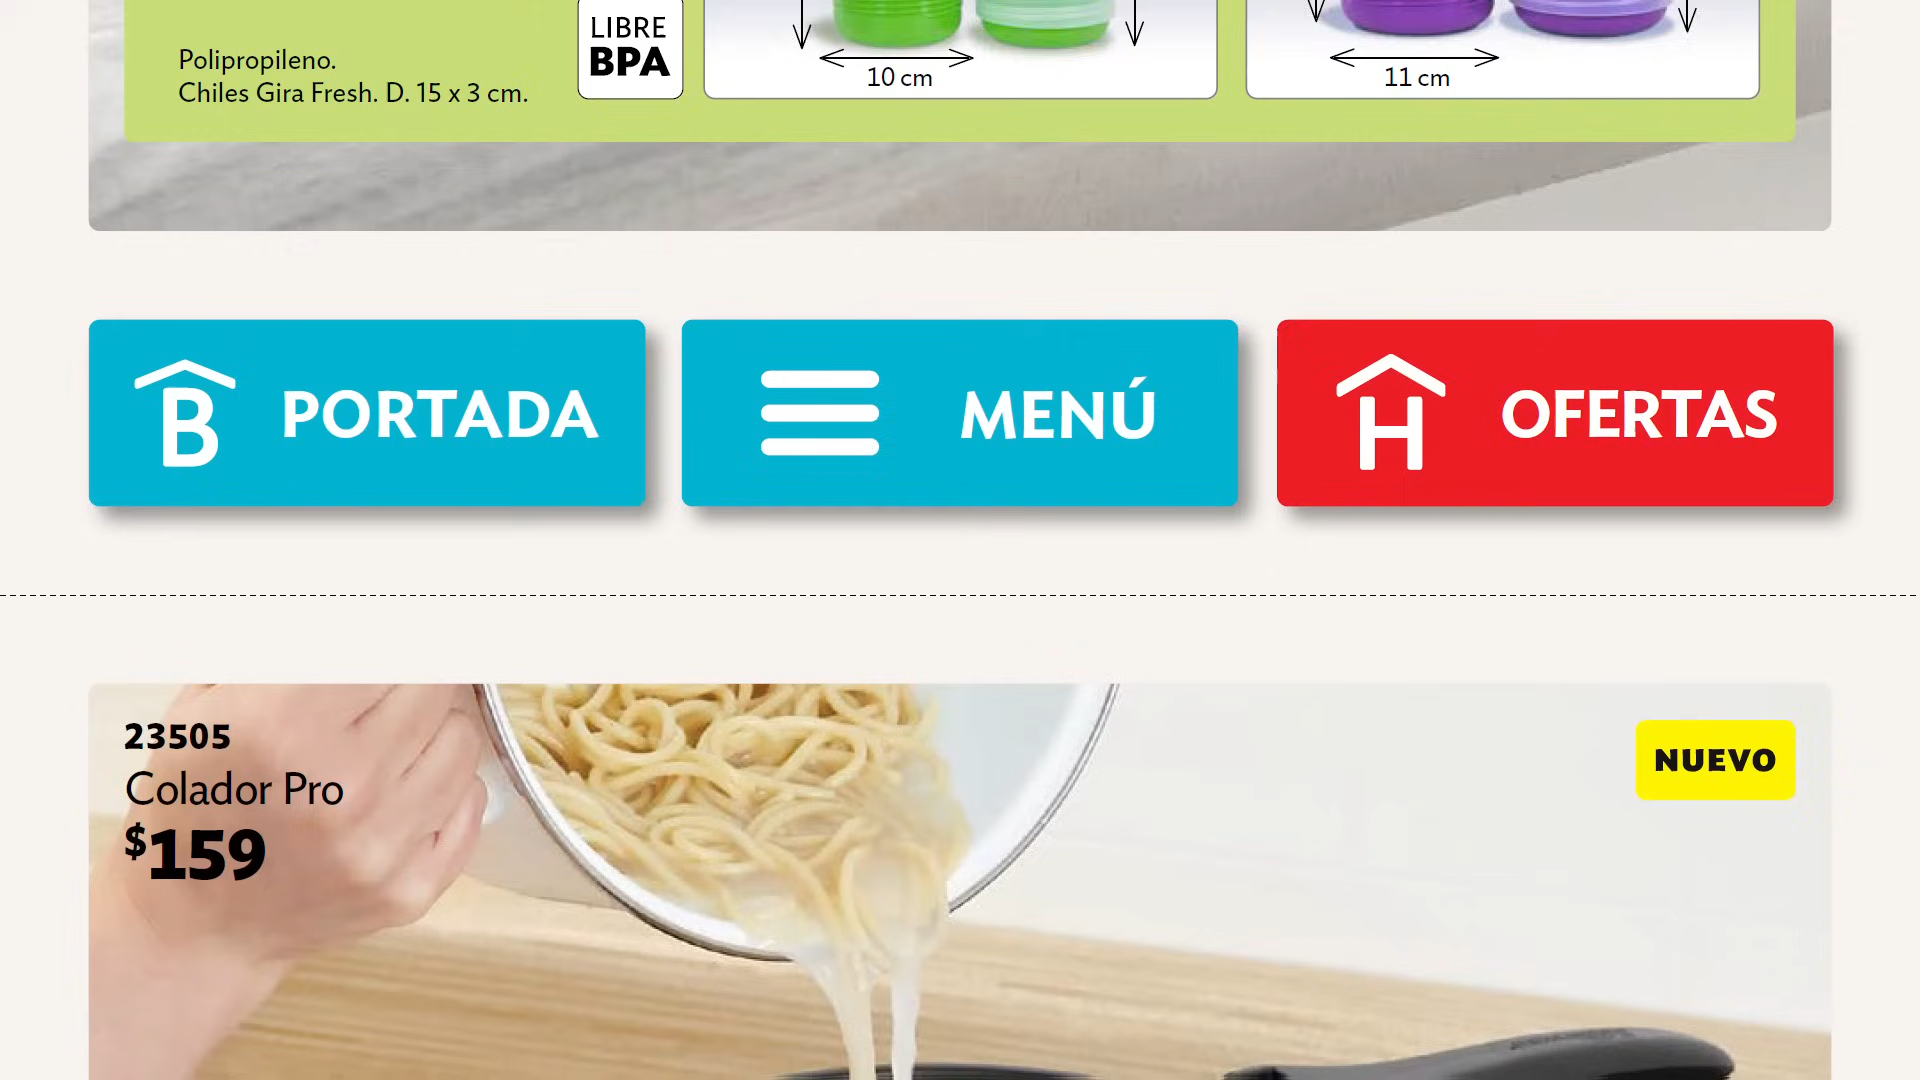 Polipropileno.
Chiles Gira Fresh. D. 15 x 3 cm.
LIBRE
BPA
10 cm
11 cm
B PORTADA
MENÚ
H OFERTAS
23505
Colador Pro
$159
NUEVO